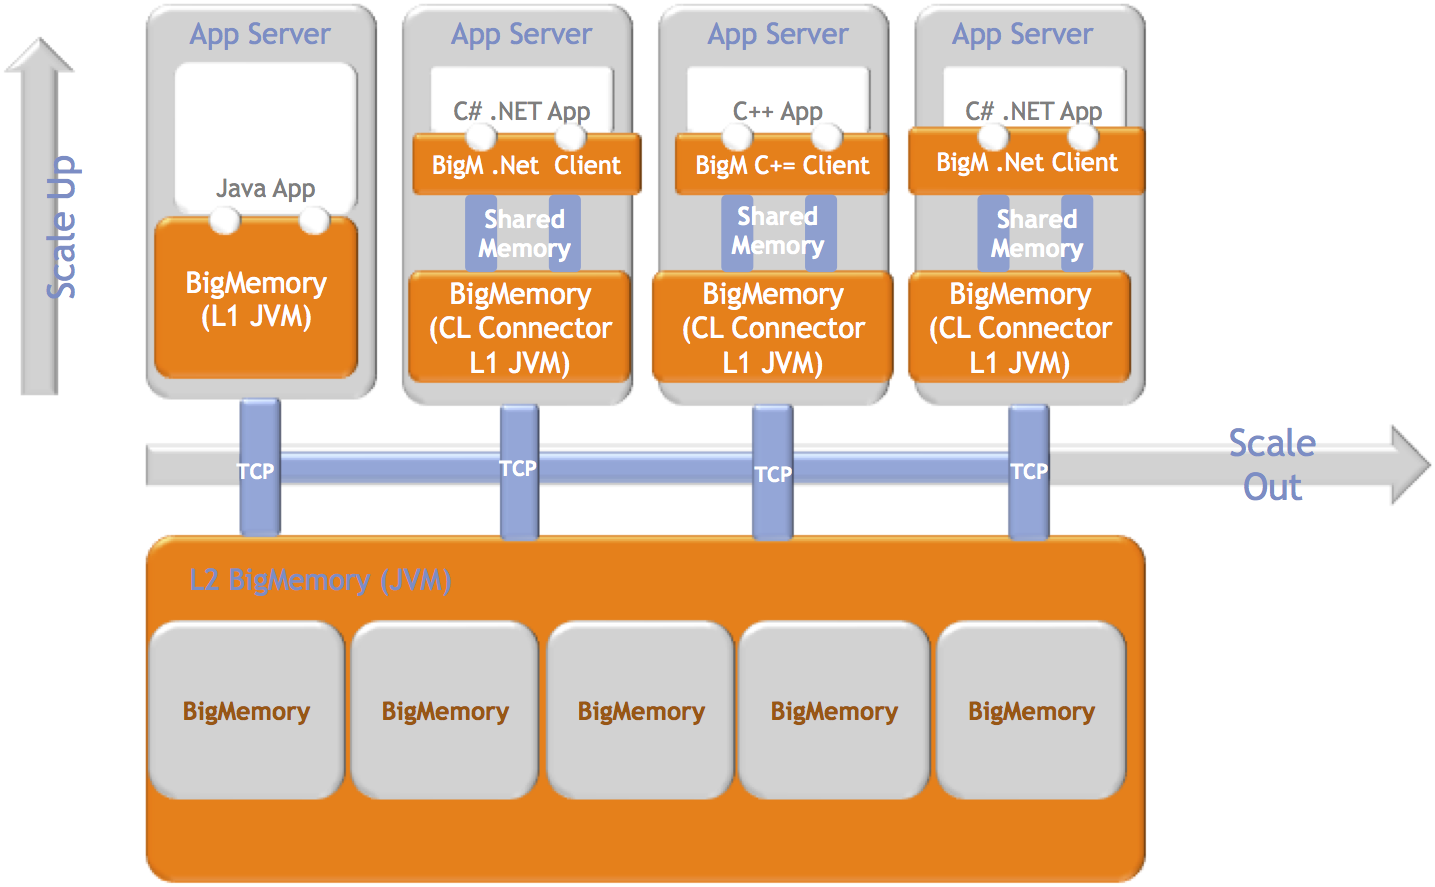 App Server
App Server
App Server
App Server
Scale Up
Java App
C# .NET App
C++ App
C# .NET App
BigM .Net Client
BigM C+= Client
BigM .Net Client
Shared
Memory
Shared
Memory
Shared
Memory
BigMemory
(L1 JVM)
BigMemory
(CL Connector
L1 JVM)
BigMemory
(CL Connector
L1 JVM)
BigMemory
(CL Connector
L1 JVM)
TCP
TCP
TCP
TCP
Scale
Out
L2 BigMemory (JVM)
BigMemory
BigMemory
BigMemory
BigMemory
BigMemory